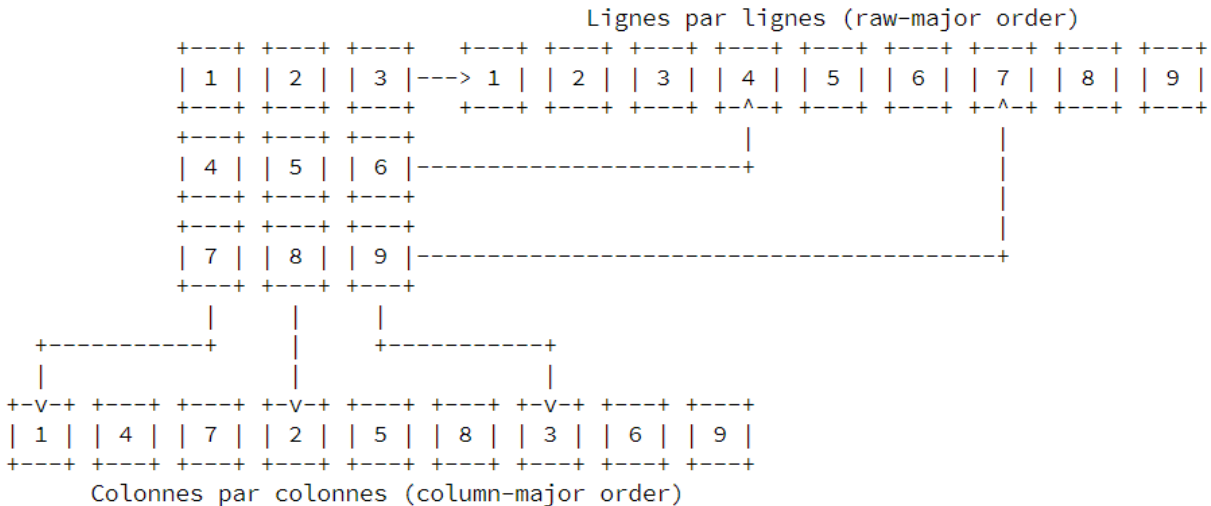 Lignes par lignes (raw-major order)
1 2 3 1 2 3 4 5 6 7 8 9
4 5 6
7 8 9
1 4 7 2 5 8 3 6 9
Colonnes par colonnes (column-major order)